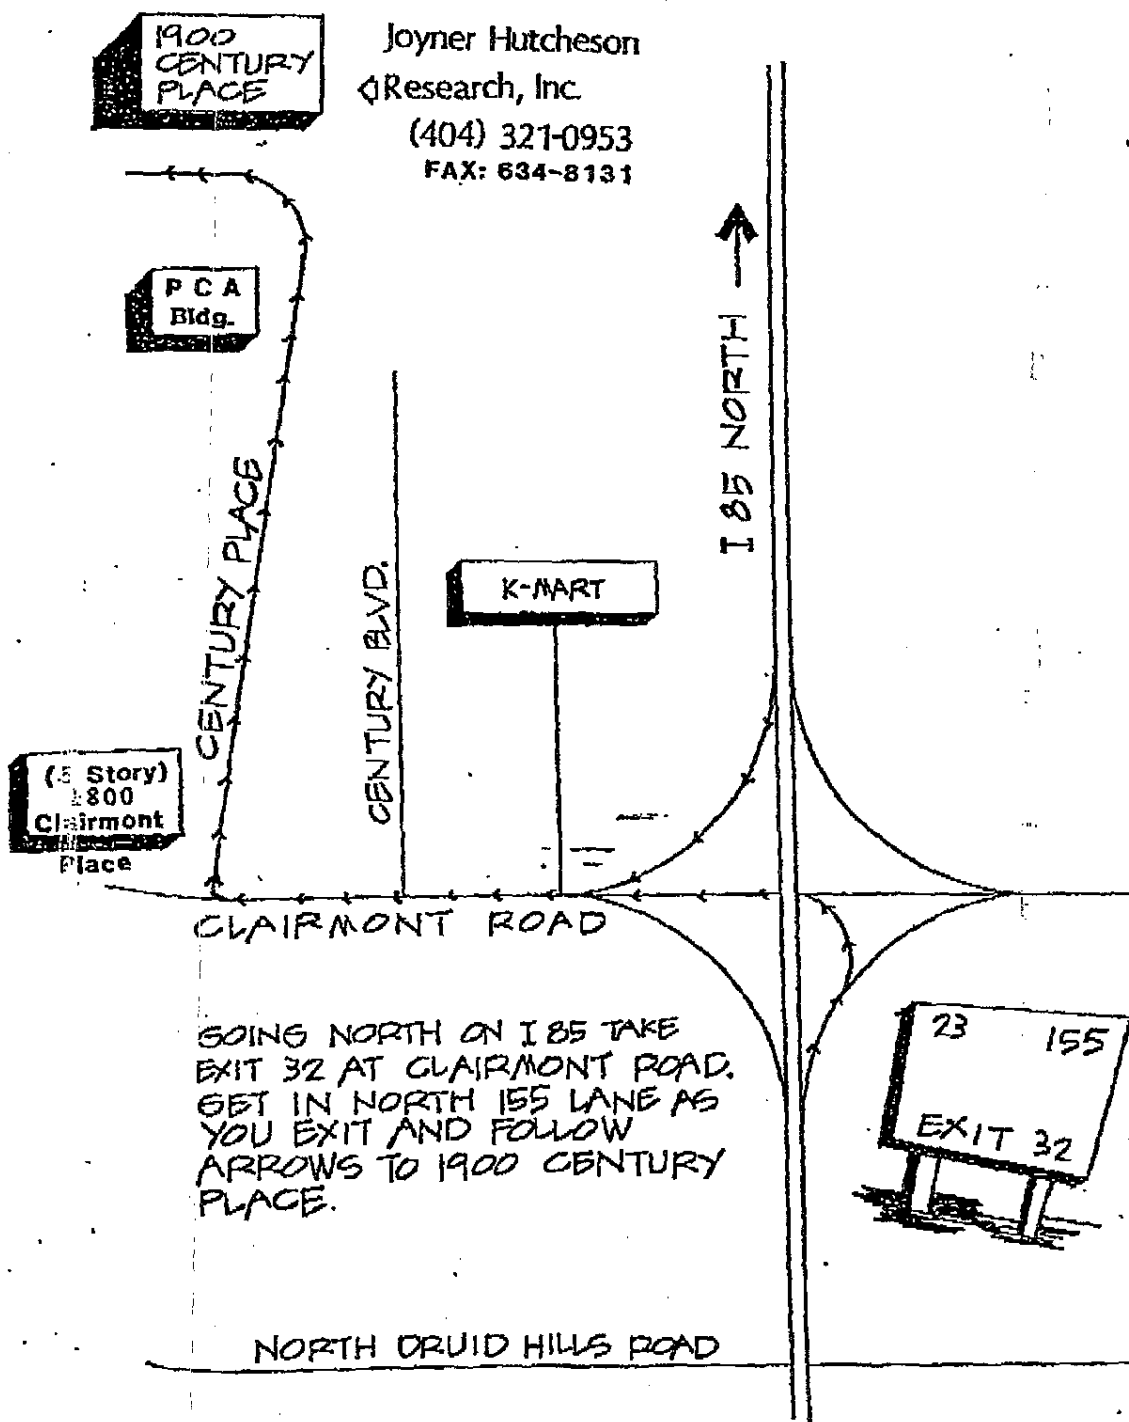 1900
CENTURY
PLACE
Joyner Hutcheson
Research, Inc.
(404) 321-0953
FAX: 634-8131
P C A
Bldg.
I 85 NORTH
CENTURY PLACE
CENTURY BLVD.
K-MART
(5 Story)
1800
Clairmont
Place
CLAIRMONT ROAD
GOING NORTH ON I 85 TAKE
EXIT 32 AT CLAIRMONT ROAD.
GET IN NORTH 155 LANE AS
YOU EXIT AND FOLLOW
ARROWS TO 1900 CENTURY
PLACE.
23 155
EXIT 32
NORTH DRUID HILLS ROAD